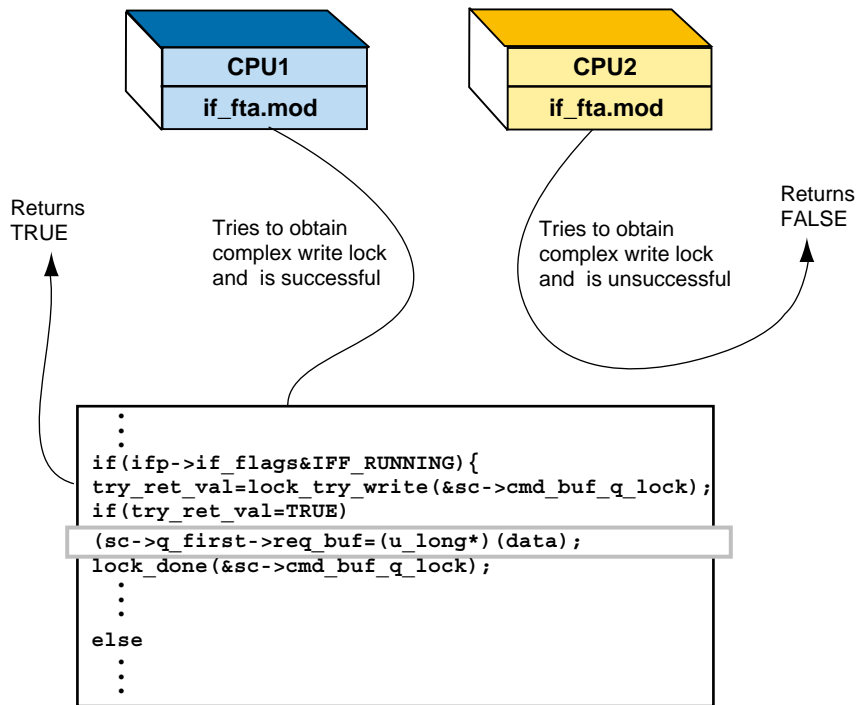 CPU1
if_fta.mod
CPU2
if_fta.mod
Returns
TRUE
Tries to obtain
complex write lock
and is successful
Tries to obtain
complex write lock
and is unsuccessful
Returns
FALSE
if(ifp->if_flags&IFF_RUNNING){
try_ret_val=lock_try_write(&sc->cmd_buf_q_lock);
if(try_ret_val=TRUE)
(sc->q_first->req_buf=(u_long*)(data);
lock_done(&sc->cmd_buf_q_lock);
else